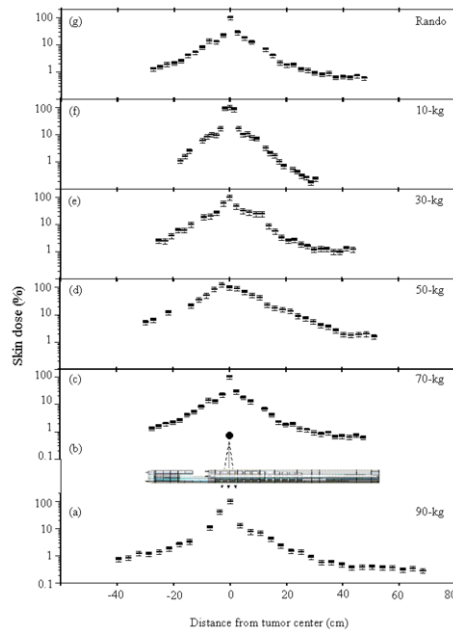 (g) Rando
100
10
1
(f) 10-kg
100
10
1
(e) 30-kg
100
10
1
Skin dose (%)
(d) 50-kg
100
10
1
(c) 70-kg
100
10
1
0.1
(b)
(a) 90-kg
100
10
1
0.1
-40 -20 0 20 40 60
Distance from tumor center (cm)